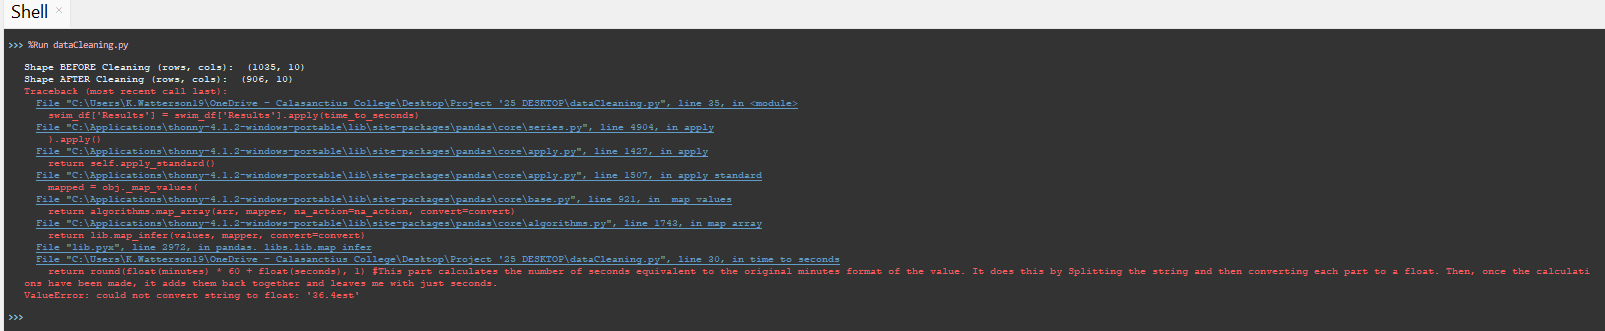 Shell ×
>>> %Run dataCleaning.py
Shape BEFORE Cleaning (rows, cols):  (1035, 10)
Shape AFTER Cleaning (rows, cols):  (906, 10)
Traceback (most recent call last):
File "C:\Users\K.Watterson19\OneDrive - Calasanctius College\Desktop\Project '25 DESKTOP\dataCleaning.py", line 35, in <module>
swim_df['Results'] = swim_df['Results'].apply(time_to_seconds)
File "C:\Applications\thonny-4.1.2-windows-portable\lib\site-packages\pandas\core\series.py", line 4904, in apply
).apply()
File "C:\Applications\thonny-4.1.2-windows-portable\lib\site-packages\pandas\core\apply.py", line 1427, in apply
return self.apply_standard()
File "C:\Applications\thonny-4.1.2-windows-portable\lib\site-packages\pandas\core\apply.py", line 1507, in apply_standard
mapped = obj._map_values(
File "C:\Applications\thonny-4.1.2-windows-portable\lib\site-packages\pandas\core\base.py", line 921, in _map_values
return algorithms.map_array(arr, mapper, na_action=na_action, convert=convert)
File "C:\Applications\thonny-4.1.2-windows-portable\lib\site-packages\pandas\core\algorithms.py", line 1743, in map_array
return lib.map_infer(values, mapper, convert=convert)
File "lib.pyx", line 2972, in pandas._libs.lib.map_infer
File "C:\Users\K.Watterson19\OneDrive - Calasanctius College\Desktop\Project '25 DESKTOP\dataCleaning.py", line 30, in time_to_seconds
return round(float(minutes) * 60 + float(seconds), 1) #This part calculates the number of seconds equivalent to the original minutes format of the value. It does this by Splitting the string and then converting each part to a float. Then, once the calculati
ons have been made, it adds them back together and leaves me with just seconds.
ValueError: could not convert string to float: '36.4est'
>>>